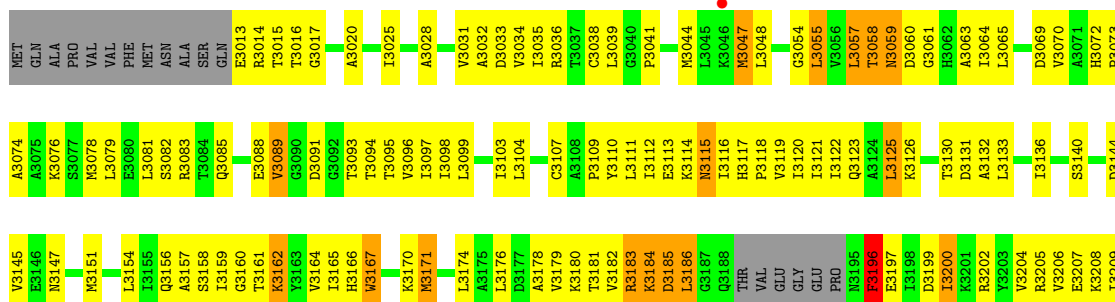 MET GLN ALA PRO VAL VAL PHE MET ASN ALA SER GLN E3013 R3014 T3015 T3016 G3017 A3020 I3025 A3028 V3031 A3032 D3033 V3034 I3035 R3036 T3037 C3038 L3039 G3040 P3041 M3044 L3045 K3046 M3047 L3048 G3054 L3055 V3056 L3057 T3058 N3059 D3060 G3061 H3062 A3063 I3064 L3065 D3069 V3070 A3071 H3072
A3074 A3075 K3076 S3077 M3078 L3079 E3080 L3081 S3082 R3083 T3084 Q3085 E3088 V3089 G3090 D3091 G3092 T3093 T3094 T3095 V3096 I3097 I3098 L3099 I3103 L3104 C3107 A3108 P3109 Y3110 L3111 I3112 E3113 K3114 N3115 I3116 H3117 P3118 V3119 I3120 I3121 I3122 Q3123 A3124 L3125 K3126 T3130 D3131 A3132 L3133 I3136 S3140
V3145 E3146 N3147 M3151 L3154 I3155 Q3156 A3157 S3158 I3159 G3160 T3161 K3162 Y3163 V3164 I3165 H3166 W3167 K3170 M3171 L3174 A3175 L3176 D3177 A3178 V3179 K3180 T3181 V3182 R3183 K3184 D3185 L3186 G3187 Q3188 THR VAL GLU GLY GLU PRO N3195 F3196 E3197 I3198 D3199 I3200 K3201 R3202 Y3203 V3204 R3205 V3206 E3207 K3208